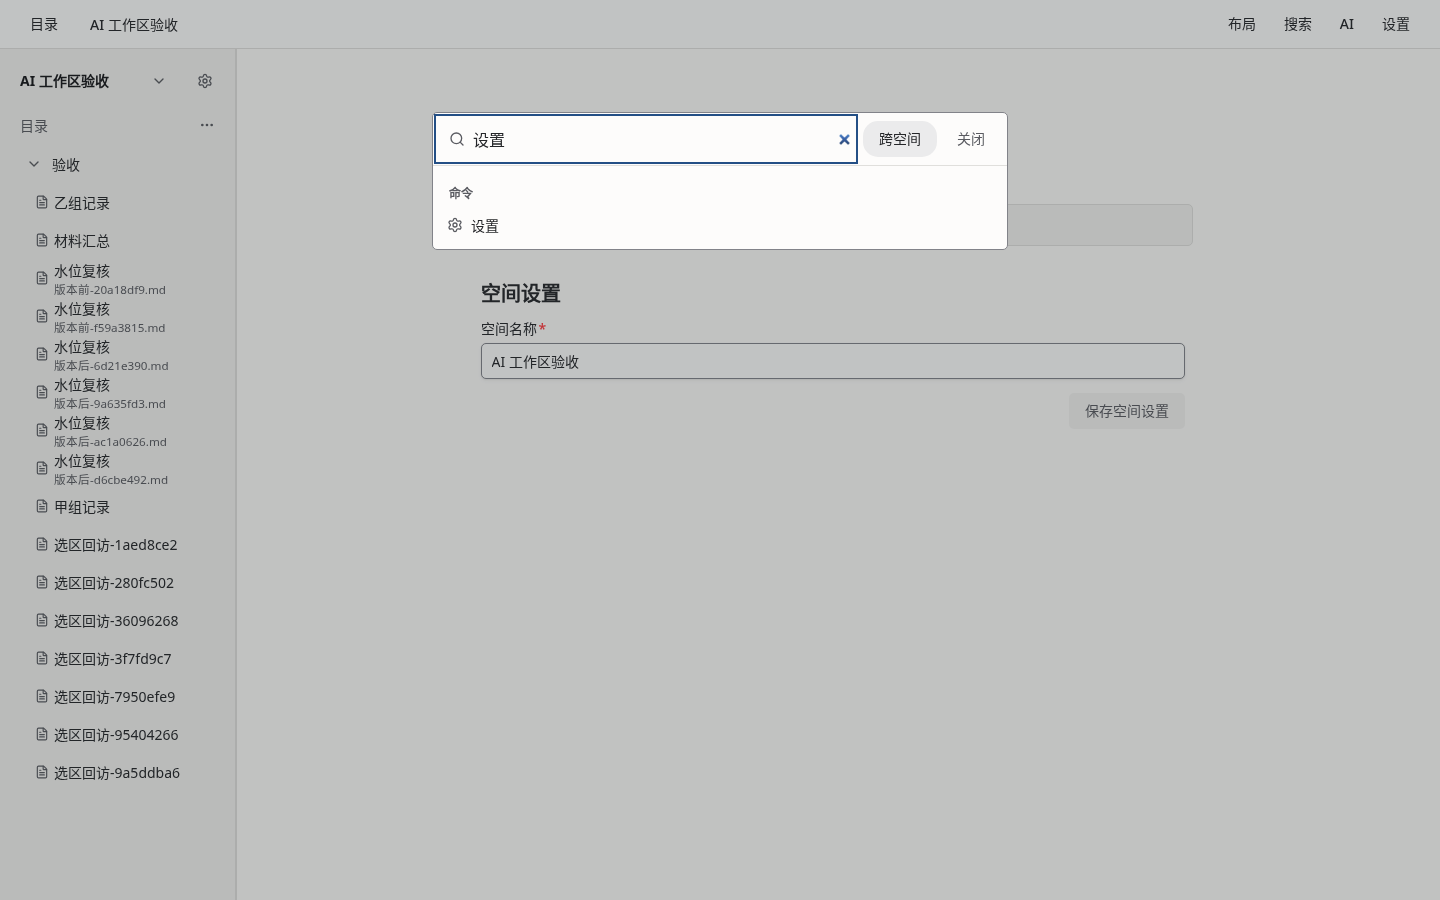 目录
AI 工作区验收
布局
搜索
AI
设置
AI 工作区验收
目录
验收
乙组记录
材料汇总
水位复核
版本前-20a18df9.md
水位复核
版本前-f59a3815.md
水位复核
版本后-6d21e390.md
水位复核
版本后-9a635fd3.md
水位复核
版本后-ac1a0626.md
水位复核
版本后-d6cbe492.md
甲组记录
选区回访-1aed8ce2
选区回访-280fc502
选区回访-36096268
选区回访-3f7fd9c7
选区回访-7950efe9
选区回访-95404266
选区回访-9a5ddba6
设置
跨空间
关闭
命令
设置
空间设置
空间名称*
AI 工作区验收
保存空间设置